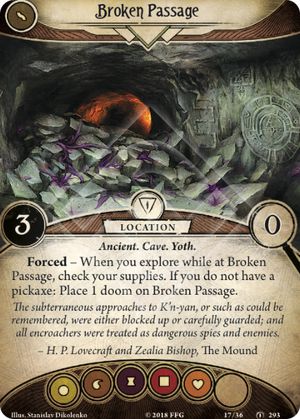 Broken Passage
3
LOCATION
0
Ancient. Cave. Yoth.
Forced – When you explore while at Broken
Passage, check your supplies. If you do not have a
pickaxe: Place 1 doom on Broken Passage.
The subterranean approaches to K'n-yan, or such as could be
remembered, were either blocked up or carefully guarded; and
all encroachers were treated as dangerous spies and enemies.
– H. P. Lovecraft and Zealia Bishop, The Mound
Illus. Stanislav Dikolenko © 2018 FFG 17/36 293